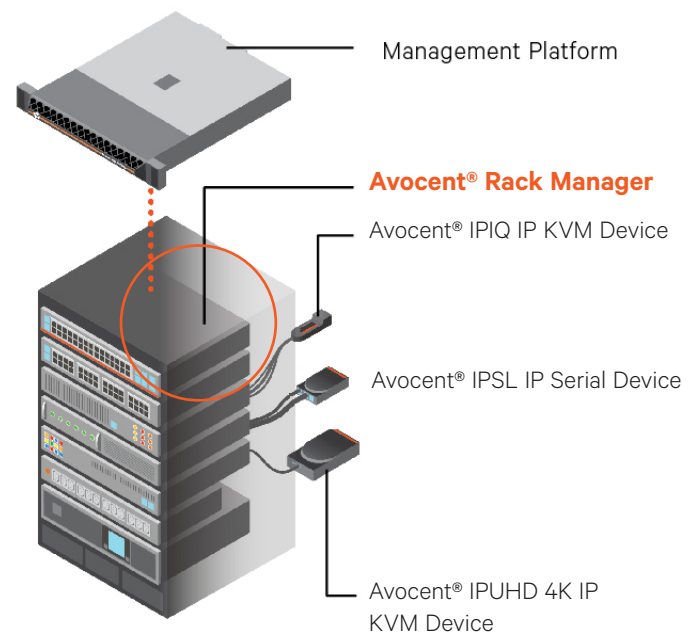 Management Platform
Avocent® Rack Manager
Avocent® IPIQ IP KVM Device
Avocent® IPSL IP Serial Device
Avocent® IPUHD 4K IP
KVM Device